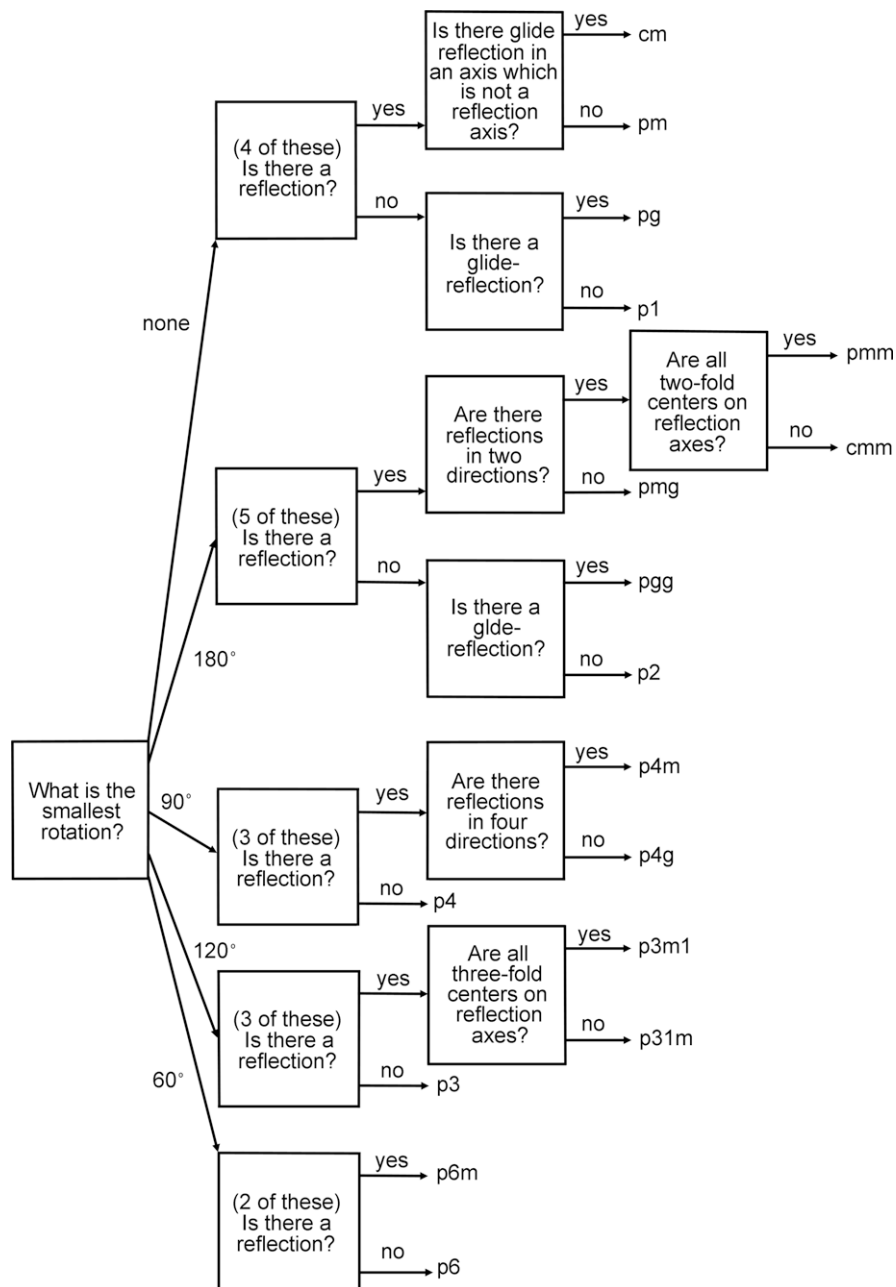 What is the
smallest
rotation?
none
(4 of these)
Is there a
reflection?
yes
Is there glide
reflection in
an axis which
is not a
reflection
axis?
yes
cm
no
pm
no
Is there a
glide-
reflection?
yes
pg
no
p1
180°
(5 of these)
Is there a
reflection?
yes
Are there
reflections
in two
directions?
yes
Are all
two-fold
centers on
reflection
axes?
yes
pmm
no
cmm
no
pmg
no
Is there a
glde-
reflection?
yes
pgg
no
p2
90°
(3 of these)
Is there a
reflection?
yes
Are there
reflections
in four
directions?
yes
p4m
no
p4g
no
p4
120°
(3 of these)
Is there a
reflection?
yes
Are all
three-fold
centers on
reflection
axes?
yes
p3m1
no
p31m
no
p3
60°
(2 of these)
Is there a
reflection?
yes
p6m
no
p6